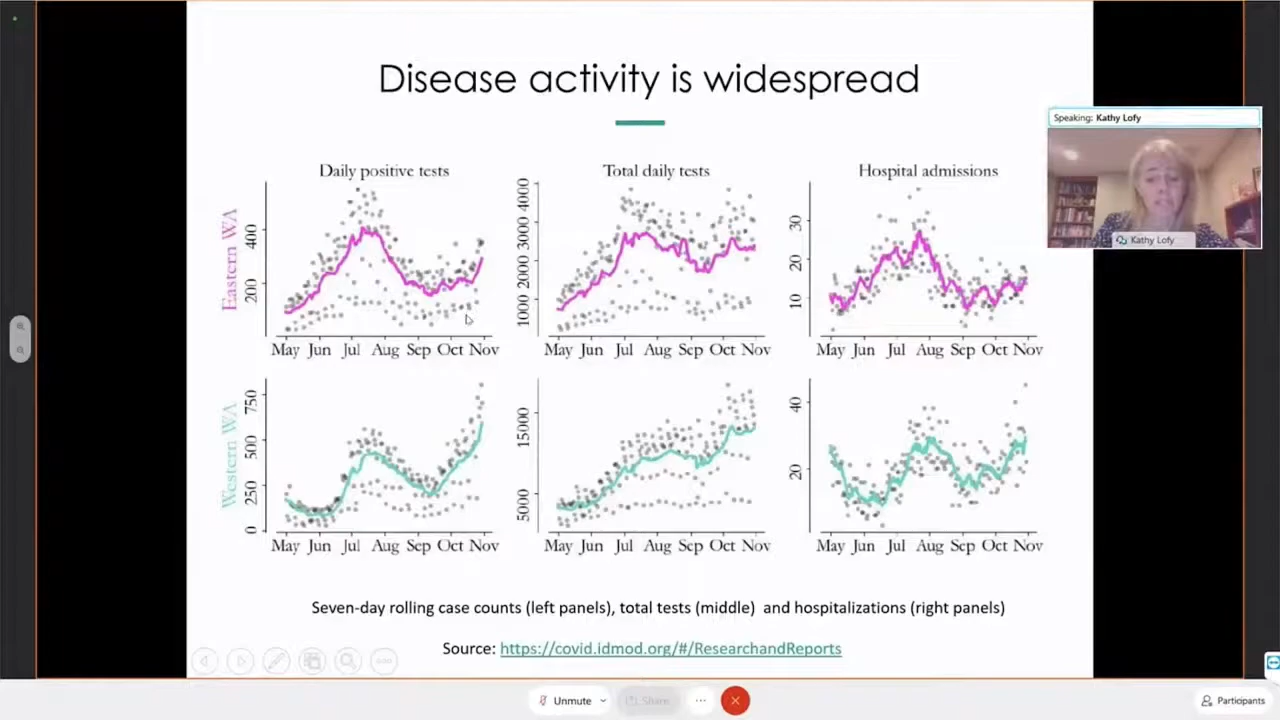 Disease activity is widespread
Speaking: Kathy Lofy
Kathy Lofy
Daily positive tests
Total daily tests
Hospital admissions
Eastern WA
200 400
1000 2000 3000 4000
10 20 30
May Jun Jul Aug Sep Oct Nov
May Jun Jul Aug Sep Oct Nov
May Jun Jul Aug Sep Oct Nov
Western WA
0 250 500 750
5000 15000
20 40
May Jun Jul Aug Sep Oct Nov
May Jun Jul Aug Sep Oct Nov
May Jun Jul Aug Sep Oct Nov
Seven-day rolling case counts (left panels), total tests (middle) and hospitalizations (right panels)
Source: https://covid.idmod.org/#/ResearchandReports
Unmute
Share
Participants